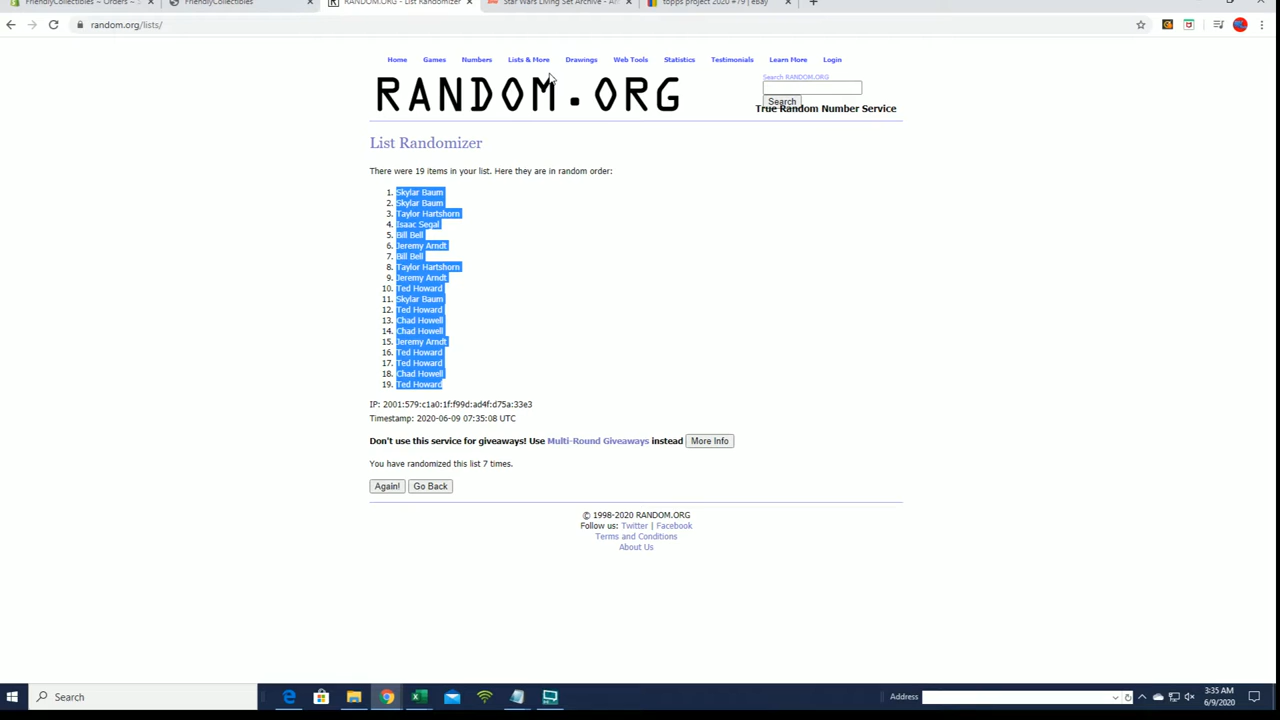 FriendlyCollectibles – Orders –
FriendlyCollectibles
RANDOM.ORG - List Randomizer
Star Wars Living Set Archive -
topps project 2020 #79 | eBay
random.org/lists/
Home Games Numbers Lists & More Drawings Web Tools Statistics Testimonials Learn More Login
Search RANDOM.ORG
RANDOM.ORG
Search
True Random Number Service
List Randomizer
There were 19 items in your list. Here they are in random order:
1. Skylar Baum
2. Skylar Baum
3. Taylor Hartshorn
4. Isaac Segal
5. Bill Bell
6. Jeremy Arndt
7. Bill Bell
8. Taylor Hartshorn
9. Jeremy Arndt
10. Ted Howard
11. Skylar Baum
12. Ted Howard
13. Chad Howell
14. Chad Howell
15. Jeremy Arndt
16. Ted Howard
17. Ted Howard
18. Chad Howell
19. Ted Howard
IP: 2001:579:c1a0:1f:f99d:ad4f:d75a:33e3
Timestamp: 2020-06-09 07:35:08 UTC
Don't use this service for giveaways! Use Multi-Round Giveaways instead More Info
You have randomized this list 7 times.
Again! Go Back
© 1998-2020 RANDOM.ORG
Follow us: Twitter | Facebook
Terms and Conditions
About Us
Search
Address
3:35 AM
6/9/2020